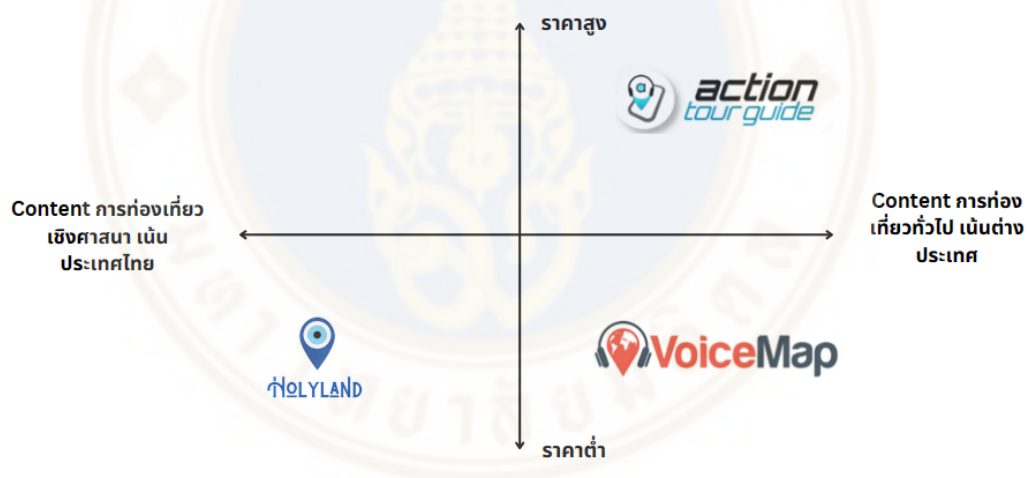 ราคาสูง
action
tour guide
Content การท่องเที่ยว
เชิงศาสนา เน้น
ประเทศไทย
Content การท่อง
เที่ยวทั่วไป เน้นต่าง
ประเทศ
HOLYLAND
VoiceMap
ราคาต่ำ